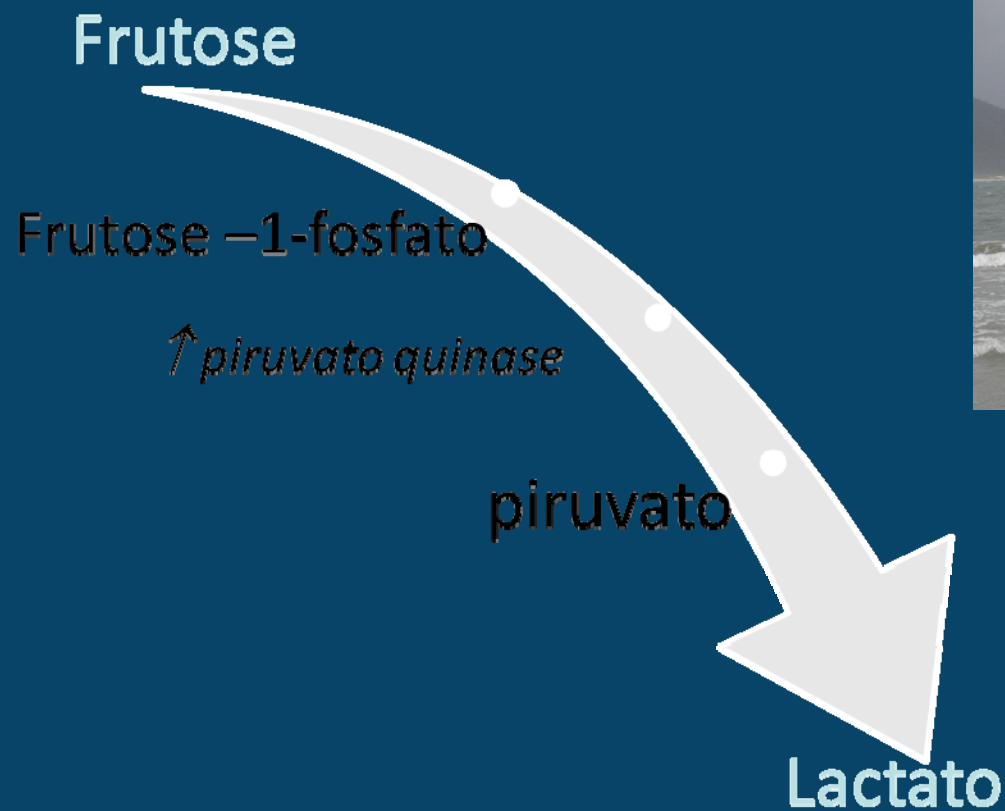 Frutose
Frutose –1-fosfato
↑ piruvato quinase
piruvato
Lactato